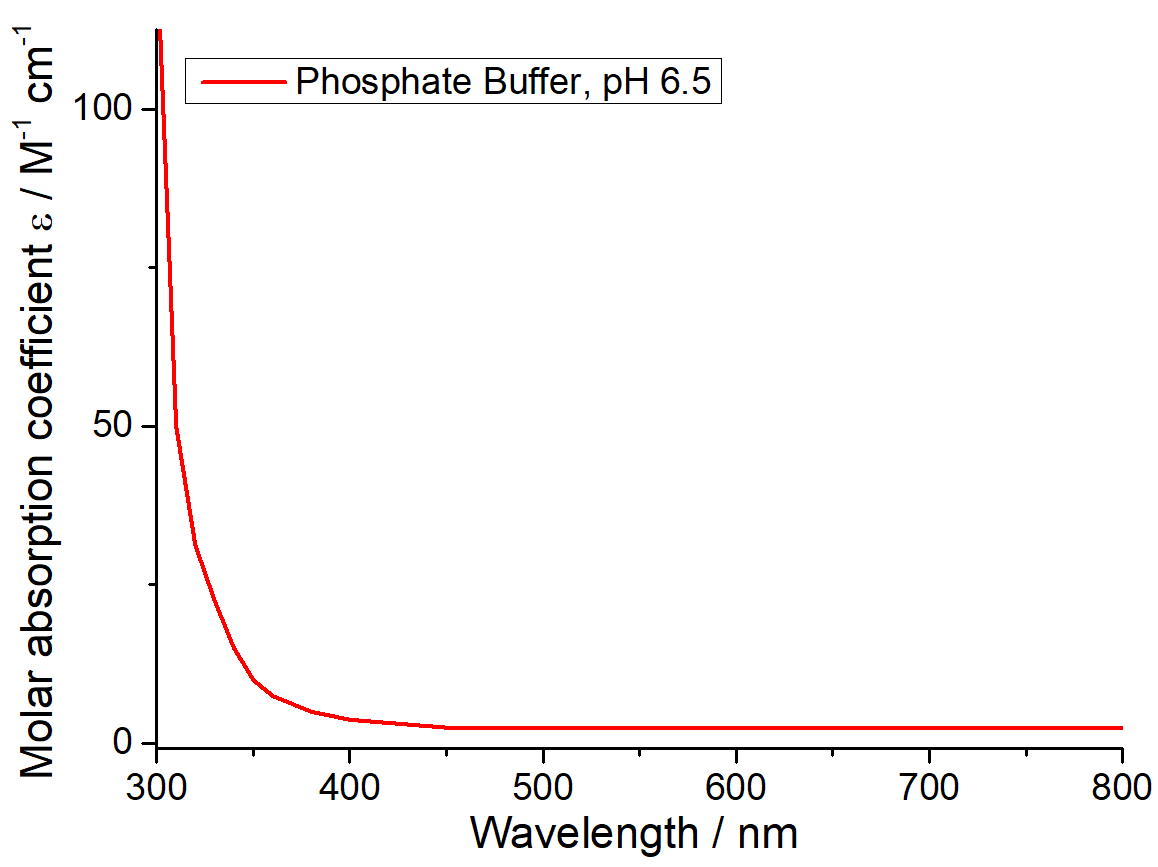 Phosphate Buffer, pH 6.5
Molar absorption coefficient ε / M⁻¹ cm⁻¹
100
50
0
300 400 500 600 700 800
Wavelength / nm